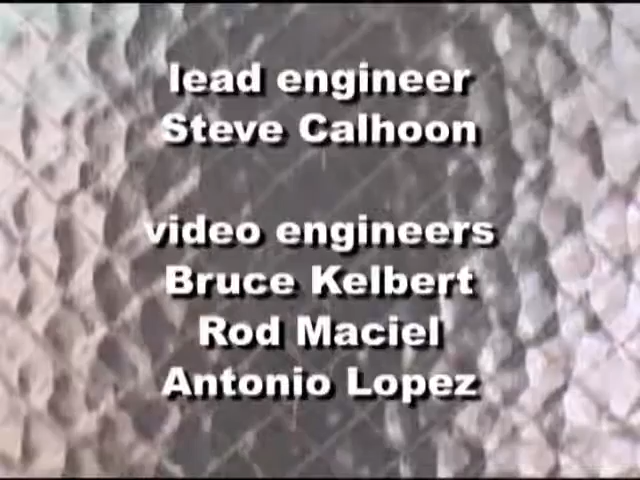 lead engineer
Steve Calhoon
video engineers
Bruce Kelbert
Rod Maciel
Antonio Lopez